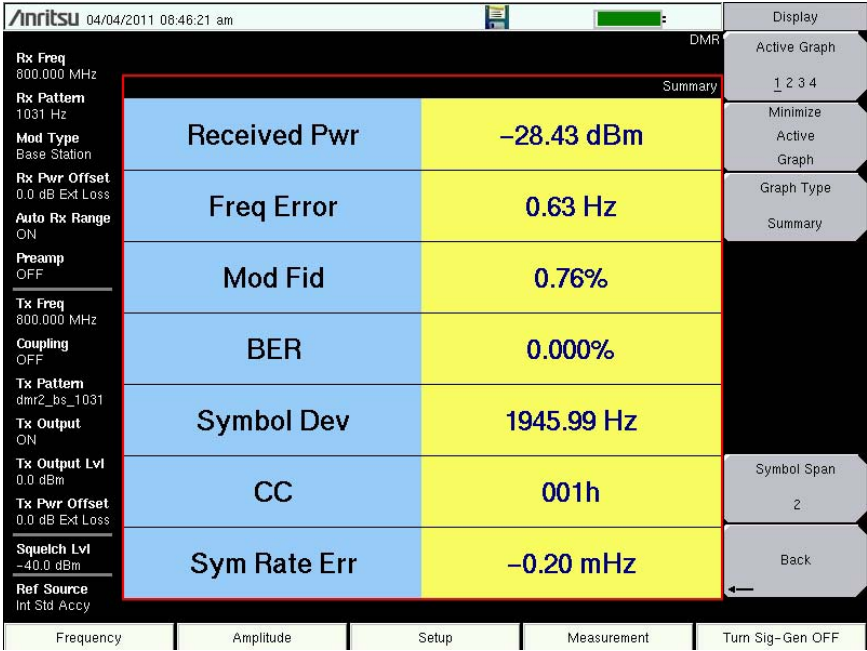 Anritsu 04/04/2011 08:46:21 am
Display
DMR
Rx Freq
800.000 MHz
Rx Pattern
1031 Hz
Mod Type
Base Station
Rx Pwr Offset
0.0 dB Ext Loss
Auto Rx Range
ON
Preamp
OFF
Tx Freq
800.000 MHz
Coupling
OFF
Tx Pattern
dmr2_bs_1031
Tx Output
ON
Tx Output Lvl
0.0 dBm
Tx Pwr Offset
0.0 dB Ext Loss
Squelch Lvl
-40.0 dBm
Ref Source
Int Std Accy
Summary
Received Pwr -28.43 dBm
Freq Error 0.63 Hz
Mod Fid 0.76%
BER 0.000%
Symbol Dev 1945.99 Hz
CC 001h
Sym Rate Err -0.20 mHz
Active Graph
1 2 3 4
Minimize
Active
Graph
Graph Type
Summary
Symbol Span
2
Back
Frequency Amplitude Setup Measurement Turn Sig-Gen OFF